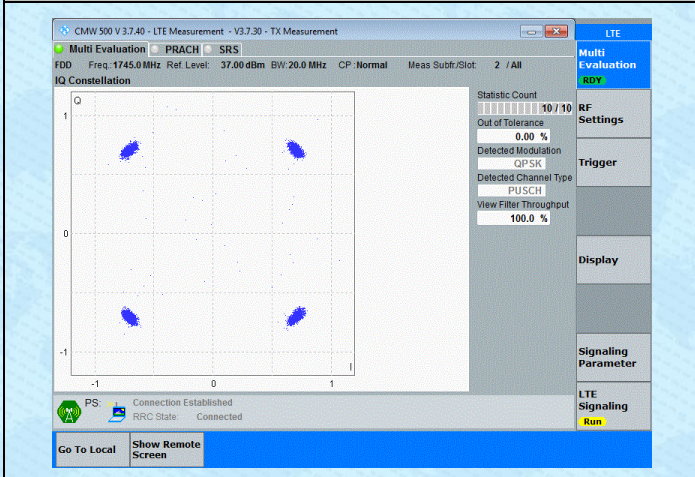 CMW 500 V 3.7.40 - LTE Measurement - V3.7.30 - TX Measurement
LTE
Multi Evaluation PRACH SRS
Multi
Evaluation
RDY
FDD Freq.: 1745.0 MHz Ref. Level: 37.00 dBm BW: 20.0 MHz CP : Normal Meas Subfr./Slot: 2 / All
IQ Constellation
Q
1
0
-1
-1 0 1
I
Statistic Count
10 / 10
Out of Tolerance
0.00 %
Detected Modulation
QPSK
Detected Channel Type
PUSCH
View Filter Throughput
100.0 %
RF
Settings
Trigger
Display
Signaling
Parameter
LTE
Signaling
Run
PS: Connection Established
RRC State: Connected
Go To Local
Show Remote
Screen